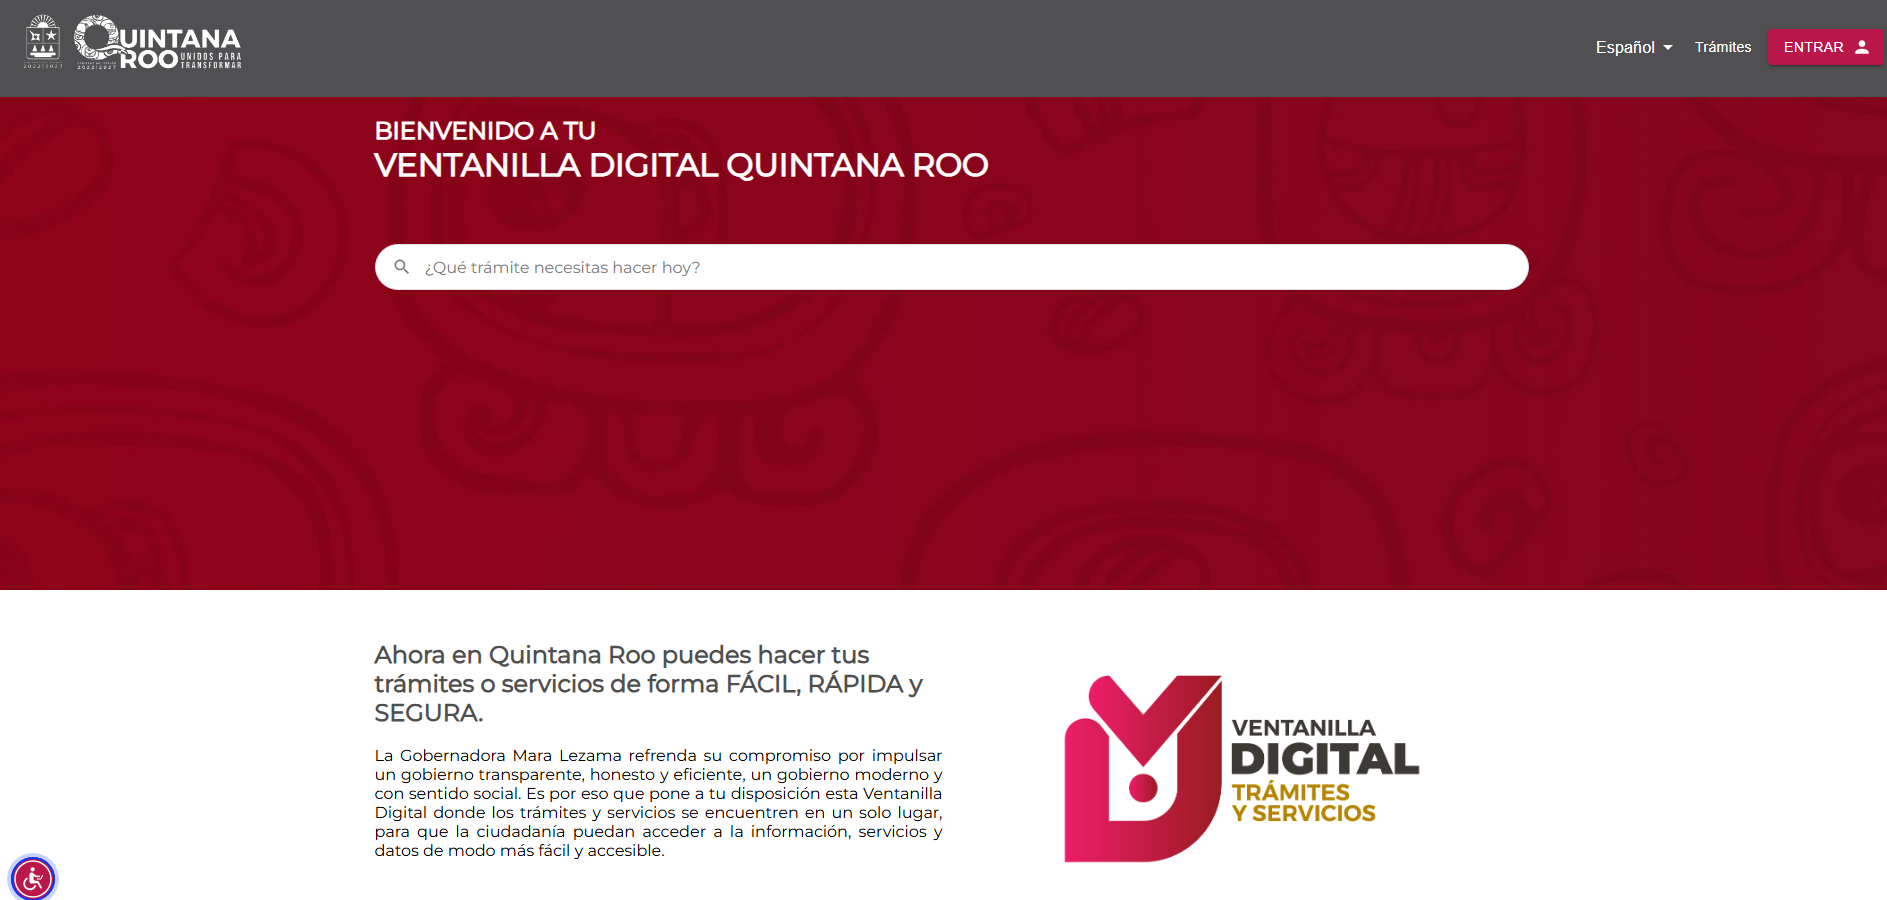 QUINTANA
ROO UNIDOS PARA
TRANSFORMAR
2022|2027
2022|2027
Español
Trámites
ENTRAR
BIENVENIDO A TU
VENTANILLA DIGITAL QUINTANA ROO
¿Qué trámite necesitas hacer hoy?
Ahora en Quintana Roo puedes hacer tus
trámites o servicios de forma FÁCIL, RÁPIDA y
SEGURA.
La Gobernadora Mara Lezama refrenda su compromiso por impulsar
un gobierno transparente, honesto y eficiente, un gobierno moderno y
con sentido social. Es por eso que pone a tu disposición esta Ventanilla
Digital donde los trámites y servicios se encuentren en un solo lugar,
para que la ciudadanía puedan acceder a la información, servicios y
datos de modo más fácil y accesible.
VENTANILLA
DIGITAL
TRÁMITES
Y SERVICIOS